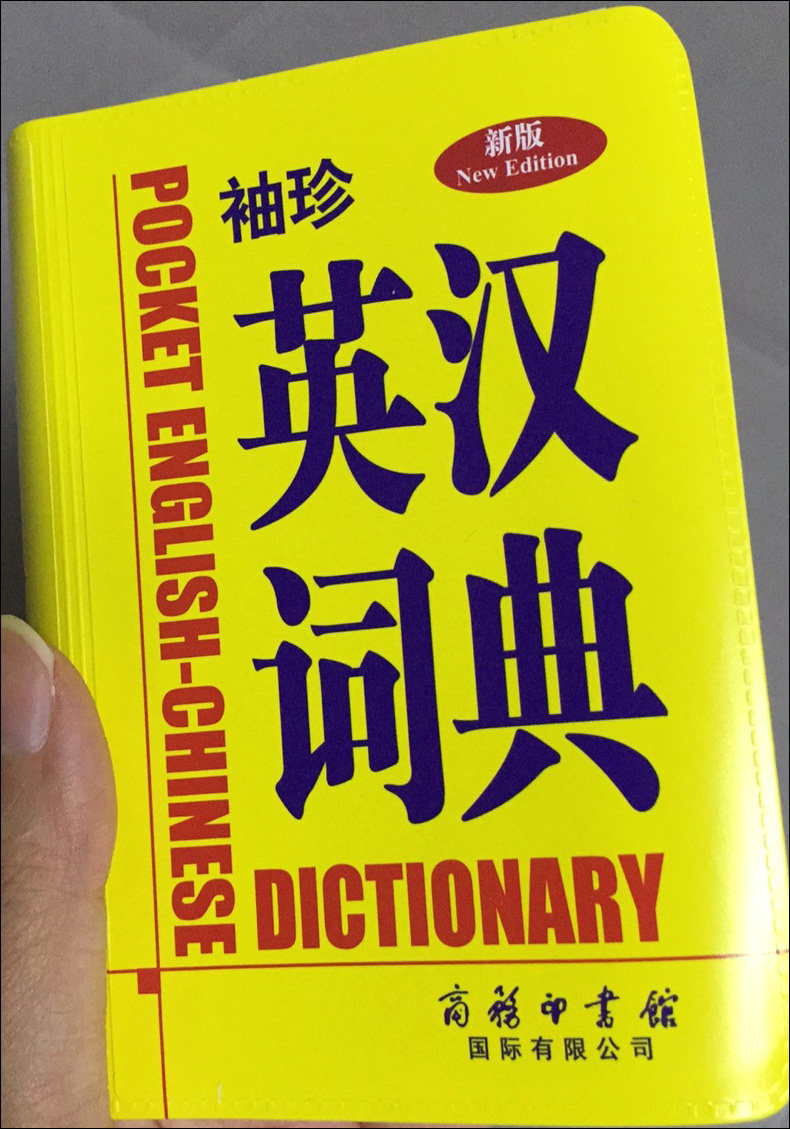 新版
New Edition
袖珍
英汉
词典
POCKET ENGLISH-CHINESE
DICTIONARY
商務印書館
国际有限公司